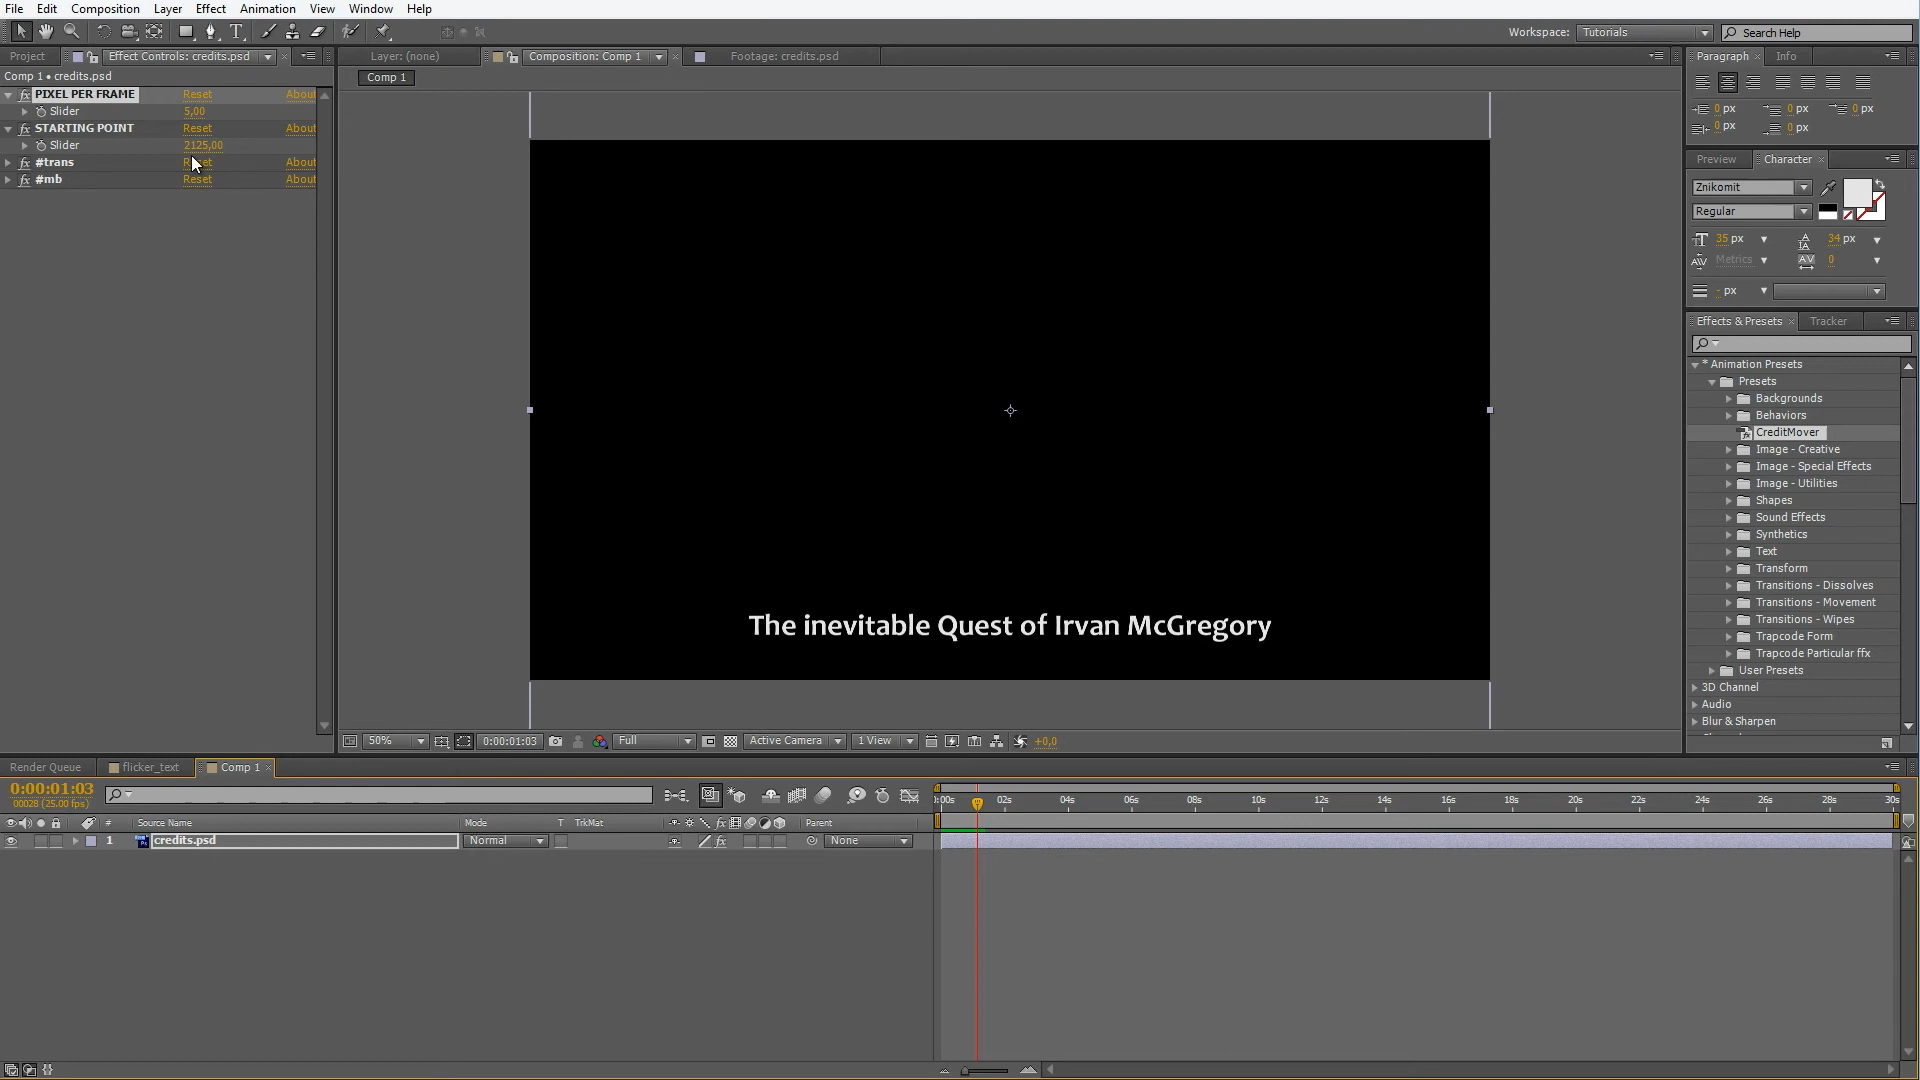 File Edit Composition Layer Effect Animation View Window Help
Workspace: Tutorials Search Help
Project Effect Controls: credits.psd Layer: (none) Composition: Comp 1 Footage: credits.psd Paragraph Info
Comp 1 • credits.psd
Comp 1
PIXEL PER FRAME Reset About
Slider 5,00
STARTING POINT Reset About
Slider 2125,00
#trans Reset About
#mb Reset About
0 px 0 px 0 px
0 px 0 px
Preview Character
Znikomit
Regular
35 px 34 px
Metrics 0
- px
Effects & Presets Tracker
* Animation Presets
Presets
Backgrounds
Behaviors
CreditMover
Image - Creative
Image - Special Effects
Image - Utilities
Shapes
Sound Effects
Synthetics
Text
Transform
Transitions - Dissolves
Transitions - Movement
Transitions - Wipes
Trapcode Form
Trapcode Particular ffx
User Presets
3D Channel
Audio
Blur & Sharpen
The inevitable Quest of Irvan McGregory
50% 0:00:01:03 Full Active Camera 1 View +0,0
Render Queue flicker_text Comp 1
0:00:01:03
00028 (25.00 fps)
:00s 02s 04s 06s 08s 10s 12s 14s 16s 18s 20s 22s 24s 26s 28s 30s
# Source Name Mode T TrkMat Parent
1 credits.psd Normal None